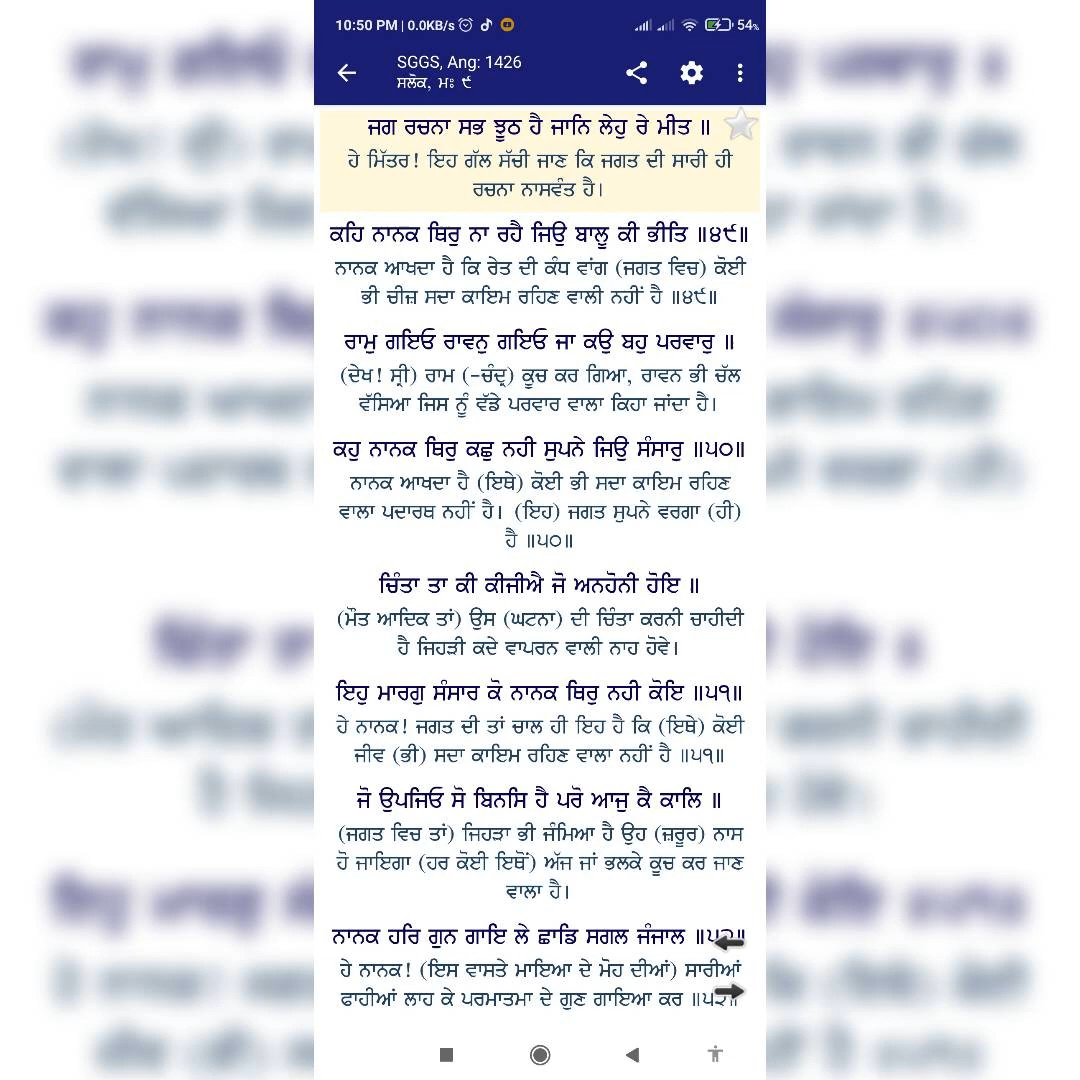 10:50 PM | 0.0KB/s
54%
SGGS, Ang: 1426
ਸਲੋਕ, ਮਃ ੯
ਜਗ ਰਚਨਾ ਸਭ ਝੂਠ ਹੈ ਜਾਨਿ ਲੇਹੁ ਰੇ ਮੀਤ ॥
ਹੇ ਮਿੱਤਰ! ਇਹ ਗੱਲ ਸੱਚੀ ਜਾਣ ਕਿ ਜਗਤ ਦੀ ਸਾਰੀ ਹੀ
ਰਚਨਾ ਨਾਸਵੰਤ ਹੈ।
ਕਹਿ ਨਾਨਕ ਥਿਰੁ ਨਾ ਰਹੈ ਜਿਉ ਬਾਲੂ ਕੀ ਭੀਤਿ ॥੪੯॥
ਨਾਨਕ ਆਖਦਾ ਹੈ ਕਿ ਰੇਤ ਦੀ ਕੰਧ ਵਾਂਗ (ਜਗਤ ਵਿਚ) ਕੋਈ
ਭੀ ਚੀਜ਼ ਸਦਾ ਕਾਇਮ ਰਹਿਣ ਵਾਲੀ ਨਹੀਂ ਹੈ ॥੪੯॥
ਰਾਮੁ ਗਇਓ ਰਾਵਨੁ ਗਇਓ ਜਾ ਕਉ ਬਹੁ ਪਰਵਾਰੁ ॥
(ਦੇਖ! ਸ੍ਰੀ) ਰਾਮ (-ਚੰਦ੍ਰ) ਕੂਚ ਕਰ ਗਿਆ, ਰਾਵਨ ਭੀ ਚੱਲ
ਵੱਸਿਆ ਜਿਸ ਨੂੰ ਵੱਡੇ ਪਰਵਾਰ ਵਾਲਾ ਕਿਹਾ ਜਾਂਦਾ ਹੈ।
ਕਹੁ ਨਾਨਕ ਥਿਰੁ ਕਛੁ ਨਹੀ ਸੁਪਨੇ ਜਿਉ ਸੰਸਾਰੁ ॥੫੦॥
ਨਾਨਕ ਆਖਦਾ ਹੈ (ਇਥੇ) ਕੋਈ ਭੀ ਸਦਾ ਕਾਇਮ ਰਹਿਣ
ਵਾਲਾ ਪਦਾਰਥ ਨਹੀਂ ਹੈ। (ਇਹ) ਜਗਤ ਸੁਪਨੇ ਵਰਗਾ (ਹੀ)
ਹੈ ॥੫੦॥
ਚਿੰਤਾ ਤਾ ਕੀ ਕੀਜੀਐ ਜੋ ਅਨਹੋਨੀ ਹੋਇ ॥
(ਮੌਤ ਆਦਿਕ ਤਾਂ) ਉਸ (ਘਟਨਾ) ਦੀ ਚਿੰਤਾ ਕਰਨੀ ਚਾਹੀਦੀ
ਹੈ ਜਿਹੜੀ ਕਦੇ ਵਾਪਰਨ ਵਾਲੀ ਨਾਹ ਹੋਵੇ।
ਇਹੁ ਮਾਰਗੁ ਸੰਸਾਰ ਕੋ ਨਾਨਕ ਥਿਰੁ ਨਹੀ ਕੋਇ ॥੫੧॥
ਹੇ ਨਾਨਕ! ਜਗਤ ਦੀ ਤਾਂ ਚਾਲ ਹੀ ਇਹ ਹੈ ਕਿ (ਇਥੇ) ਕੋਈ
ਜੀਵ (ਭੀ) ਸਦਾ ਕਾਇਮ ਰਹਿਣ ਵਾਲਾ ਨਹੀਂ ਹੈ ॥੫੧॥
ਜੋ ਉਪਜਿਓ ਸੋ ਬਿਨਸਿ ਹੈ ਪਰੋ ਆਜੁ ਕੈ ਕਾਲਿ ॥
(ਜਗਤ ਵਿਚ ਤਾਂ) ਜਿਹੜਾ ਭੀ ਜੰਮਿਆ ਹੈ ਉਹ (ਜ਼ਰੂਰ) ਨਾਸ
ਹੋ ਜਾਇਗਾ (ਹਰ ਕੋਈ ਇਥੋਂ) ਅੱਜ ਜਾਂ ਭਲਕੇ ਕੂਚ ਕਰ ਜਾਣ
ਵਾਲਾ ਹੈ।
ਨਾਨਕ ਹਰਿ ਗੁਨ ਗਾਇ ਲੇ ਛਾਡਿ ਸਗਲ ਜੰਜਾਲ ॥੫੨॥
ਹੇ ਨਾਨਕ! (ਇਸ ਵਾਸਤੇ ਮਾਇਆ ਦੇ ਮੋਹ ਦੀਆਂ) ਸਾਰੀਆਂ
ਫਾਹੀਆਂ ਲਾਹ ਕੇ ਪਰਮਾਤਮਾ ਦੇ ਗੁਣ ਗਾਇਆ ਕਰ ॥੫੨॥